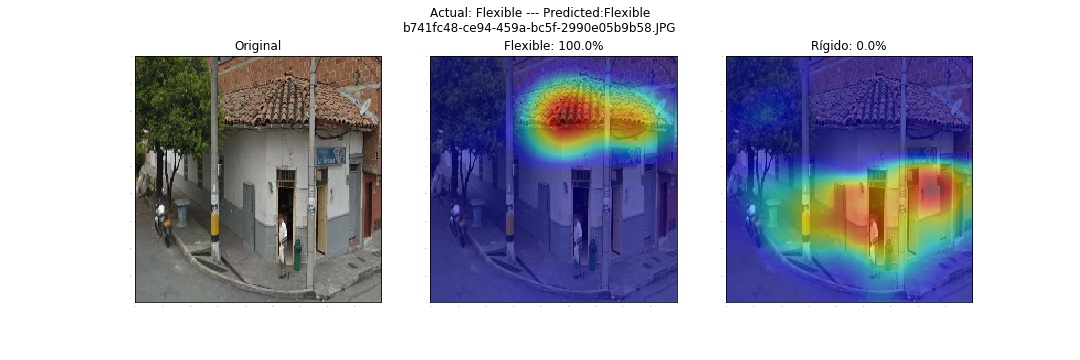 Actual: Flexible --- Predicted:Flexible
b741fc48-ce94-459a-bc5f-2990e05b9b58.JPG
Original
Flexible: 100.0%
Rígido: 0.0%